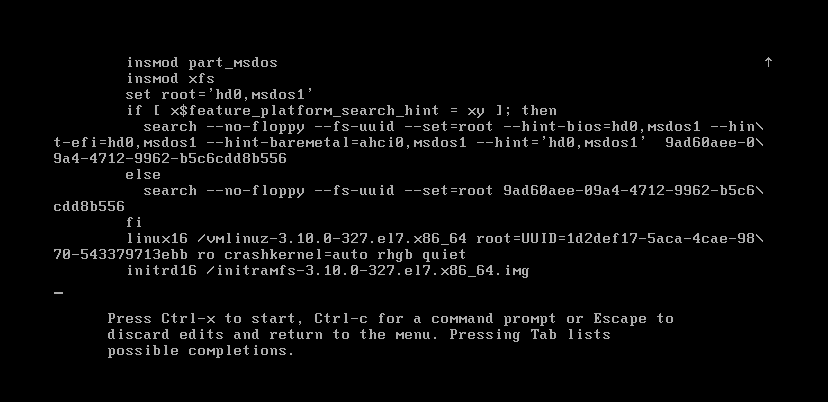 insmod part_msdos ↑
insmod xfs
set root='hd0,msdos1'
if [ x$feature_platform_search_hint = xy ]; then
search --no-floppy --fs-uuid --set=root --hint-bios=hd0,msdos1 --hin\
t-efi=hd0,msdos1 --hint-baremetal=ahci0,msdos1 --hint='hd0,msdos1'  9ad60aee-0\
9a4-4712-9962-b5c6cdd8b556
else
search --no-floppy --fs-uuid --set=root 9ad60aee-09a4-4712-9962-b5c6\
cdd8b556
fi
linux16 /vmlinuz-3.10.0-327.el7.x86_64 root=UUID=1d2def17-5aca-4cae-98\
70-543379713ebb ro crashkernel=auto rhgb quiet
initrd16 /initramfs-3.10.0-327.el7.x86_64.img
_
Press Ctrl-x to start, Ctrl-c for a command prompt or Escape to
discard edits and return to the menu. Pressing Tab lists
possible completions.